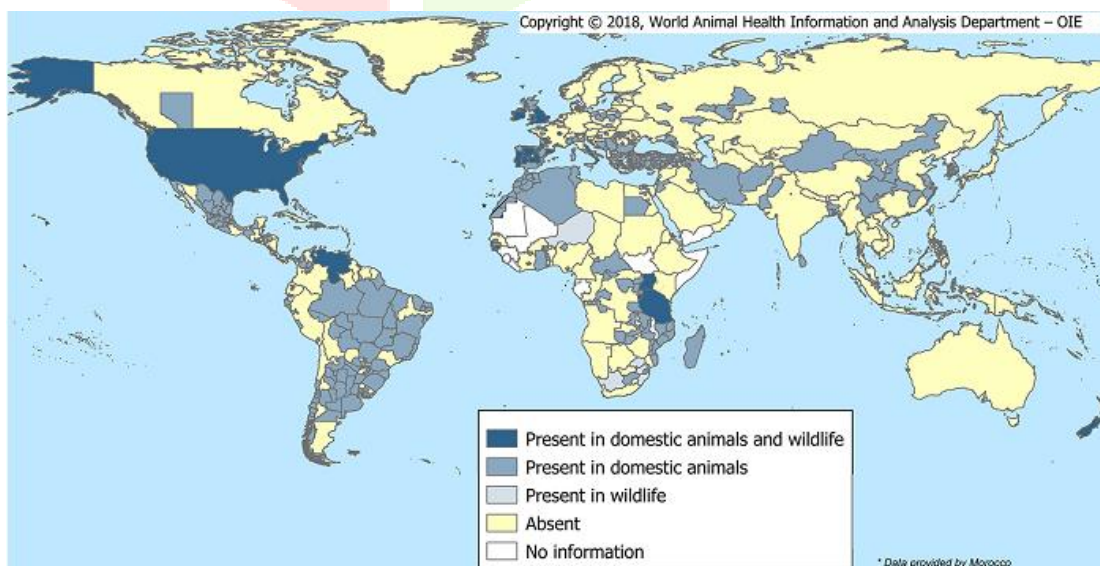 Copyright © 2018, World Animal Health Information and Analysis Department – OIE
Present in domestic animals and wildlife
Present in domestic animals
Present in wildlife
Absent
No information
* Data provided by Morocco